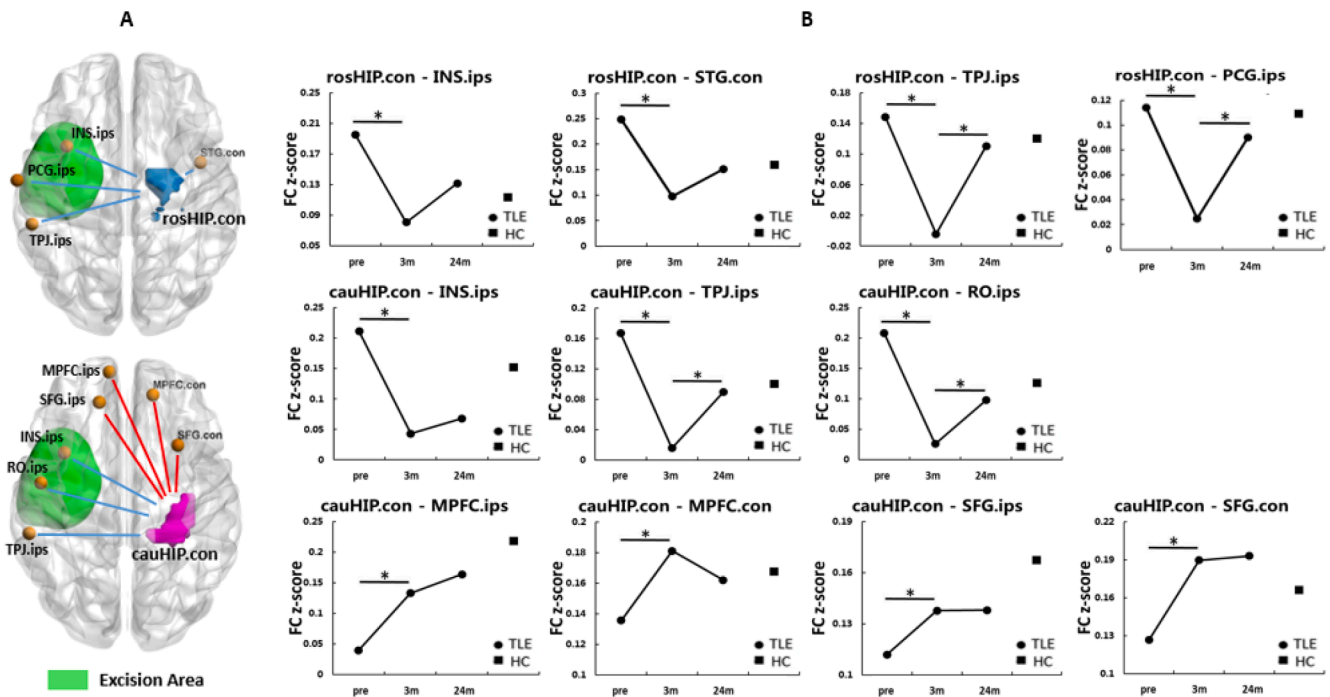 A
B
INS.ips
STG.con
PCG.ips
rosHIP.con
TPJ.ips
MPFC.ips
MPFC.con
SFG.ips
SFG.con
INS.ips
RO.ips
TPJ.ips
cauHIP.con
Excision Area
rosHIP.con - INS.ips
FC z-score
0.25
0.21
0.17
0.13
0.09
0.05
*
TLE
HC
pre 3m 24m
rosHIP.con - STG.con
FC z-score
0.3
0.25
0.2
0.15
0.1
0.05
0
*
TLE
HC
pre 3m 24m
rosHIP.con - TPJ.ips
FC z-score
0.18
0.14
0.1
0.06
0.02
-0.02
* *
TLE
HC
pre 3m 24m
rosHIP.con - PCG.ips
FC z-score
0.12
0.1
0.08
0.06
0.04
0.02
0
* *
TLE
HC
pre 3m 24m
cauHIP.con - INS.ips
FC z-score
0.25
0.2
0.15
0.1
0.05
0
*
TLE
HC
pre 3m 24m
cauHIP.con - TPJ.ips
FC z-score
0.2
0.16
0.12
0.08
0.04
0
* *
TLE
HC
pre 3m 24m
cauHIP.con - RO.ips
FC z-score
0.25
0.2
0.15
0.1
0.05
0
* *
TLE
HC
pre 3m 24m
cauHIP.con - MPFC.ips
FC z-score
0.25
0.2
0.15
0.1
0.05
0
*
TLE
HC
pre 3m 24m
cauHIP.con - MPFC.con
FC z-score
0.2
0.18
0.16
0.14
0.12
0.1
*
TLE
HC
pre 3m 24m
cauHIP.con - SFG.ips
FC z-score
0.19
0.16
0.13
0.1
*
TLE
HC
pre 3m 24m
cauHIP.con - SFG.con
FC z-score
0.22
0.19
0.16
0.13
0.1
*
TLE
HC
pre 3m 24m